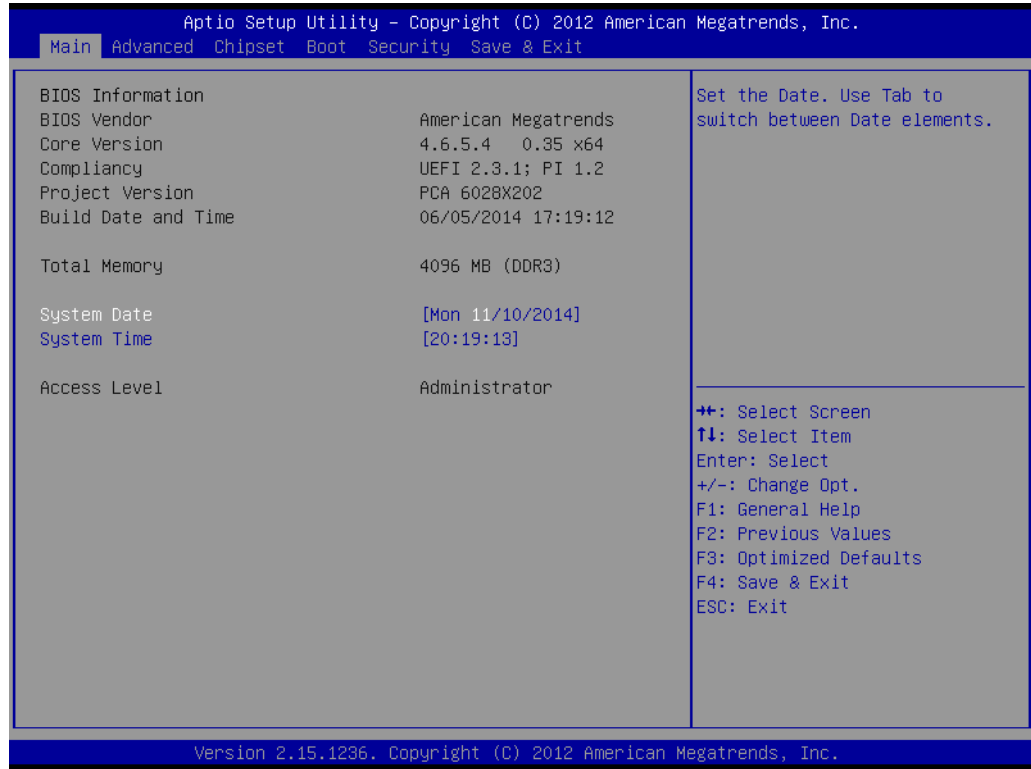 Aptio Setup Utility – Copyright (C) 2012 American Megatrends, Inc.
Main Advanced Chipset Boot Security Save & Exit
BIOS Information
BIOS Vendor American Megatrends
Core Version 4.6.5.4 0.35 x64
Compliancy UEFI 2.3.1; PI 1.2
Project Version PCA 6028X202
Build Date and Time 06/05/2014 17:19:12
Total Memory 4096 MB (DDR3)
System Date [Mon 11/10/2014]
System Time [20:19:13]
Access Level Administrator
Set the Date. Use Tab to
switch between Date elements.
→←: Select Screen
↑↓: Select Item
Enter: Select
+/-: Change Opt.
F1: General Help
F2: Previous Values
F3: Optimized Defaults
F4: Save & Exit
ESC: Exit
Version 2.15.1236. Copyright (C) 2012 American Megatrends, Inc.